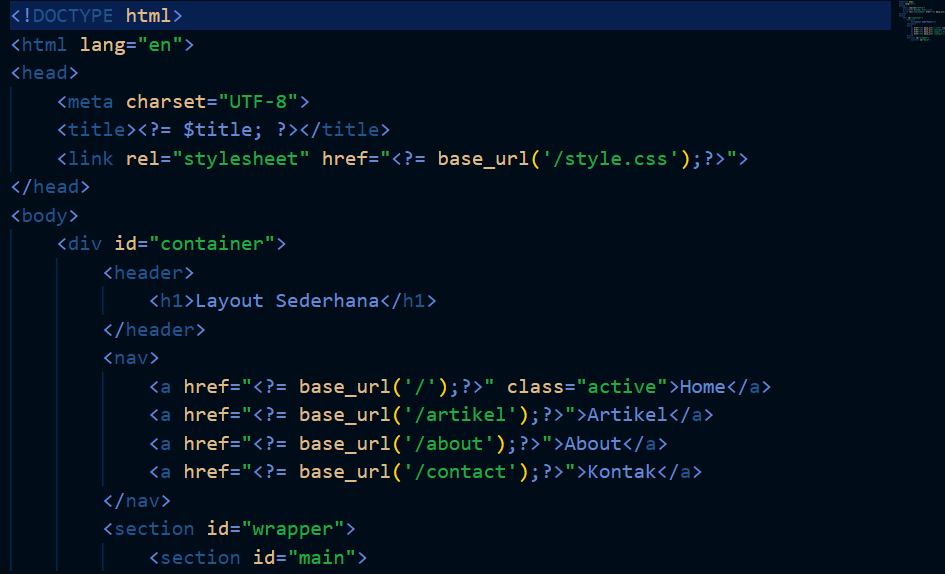 <!DOCTYPE html>
<html lang="en">
<head>
    <meta charset="UTF-8">
    <title><?= $title; ?></title>
    <link rel="stylesheet" href="<?= base_url('/style.css');?>">
</head>
<body>
    <div id="container">
        <header>
            <h1>Layout Sederhana</h1>
        </header>
        <nav>
            <a href="<?= base_url('/');?>" class="active">Home</a>
            <a href="<?= base_url('/artikel');?>">Artikel</a>
            <a href="<?= base_url('/about');?>">About</a>
            <a href="<?= base_url('/contact');?>">Kontak</a>
        </nav>
        <section id="wrapper">
            <section id="main">